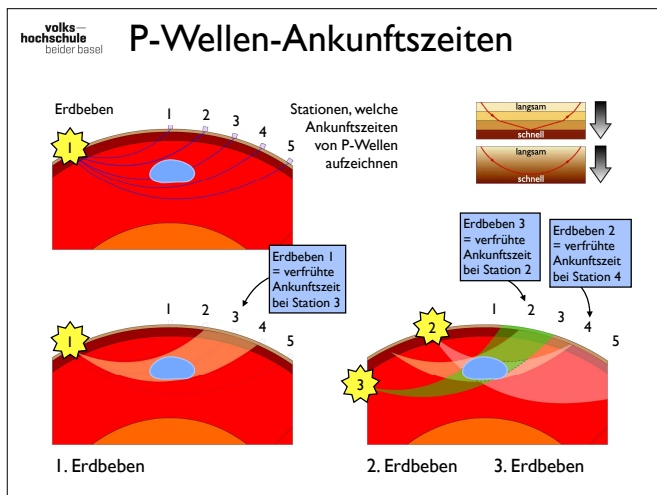 volks-
hochschule
beider basel
P-Wellen-Ankunftszeiten
Erdbeben
1
1 2 3 4 5
Stationen, welche
Ankunftszeiten
von P-Wellen
aufzeichnen
langsam
schnell
langsam
schnell
Erdbeben 1
= verfrühte
Ankunftszeit
bei Station 3
1
1 2 3 4 5
1. Erdbeben
Erdbeben 3
= verfrühte
Ankunftszeit
bei Station 2
Erdbeben 2
= verfrühte
Ankunftszeit
bei Station 4
2
3
1 2 3 4 5
2. Erdbeben 3. Erdbeben